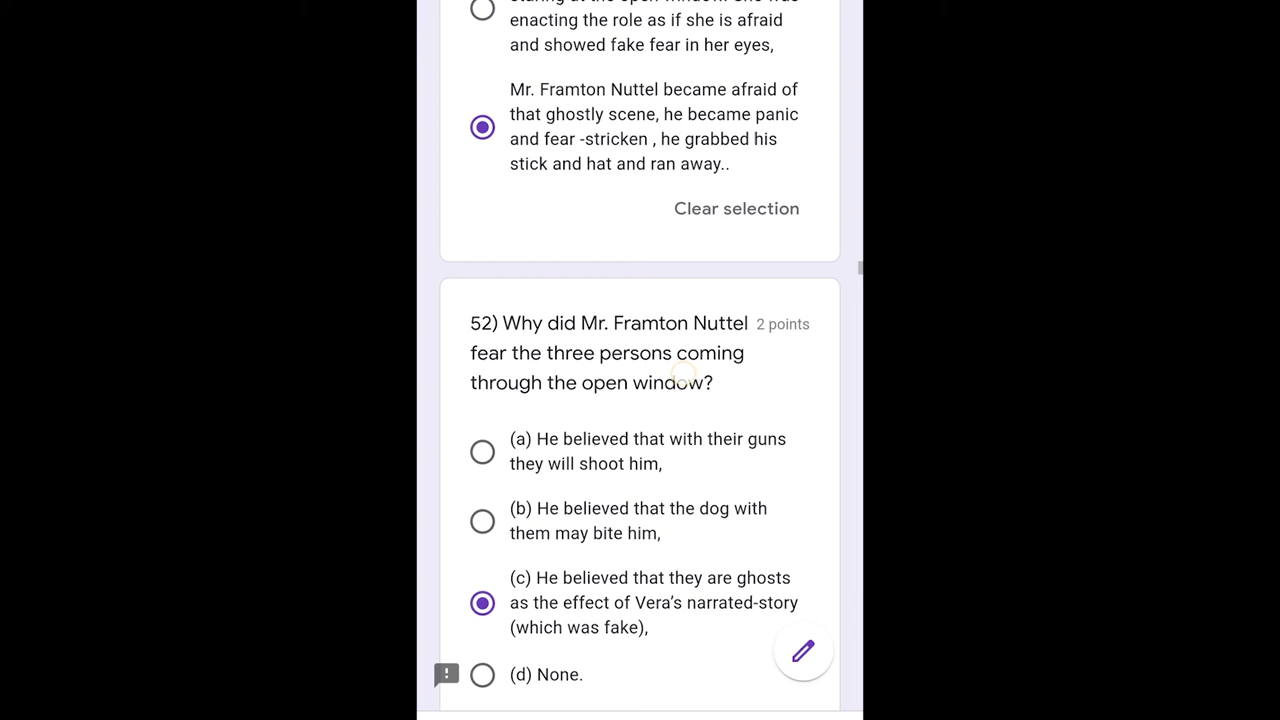 enacting the role as if she is afraid
and showed fake fear in her eyes,
Mr. Framton Nuttel became afraid of
that ghostly scene, he became panic
and fear -stricken , he grabbed his
stick and hat and ran away..
Clear selection
52) Why did Mr. Framton Nuttel 2 points
fear the three persons coming
through the open window?
(a) He believed that with their guns
they will shoot him,
(b) He believed that the dog with
them may bite him,
(c) He believed that they are ghosts
as the effect of Vera’s narrated-story
(which was fake),
(d) None.